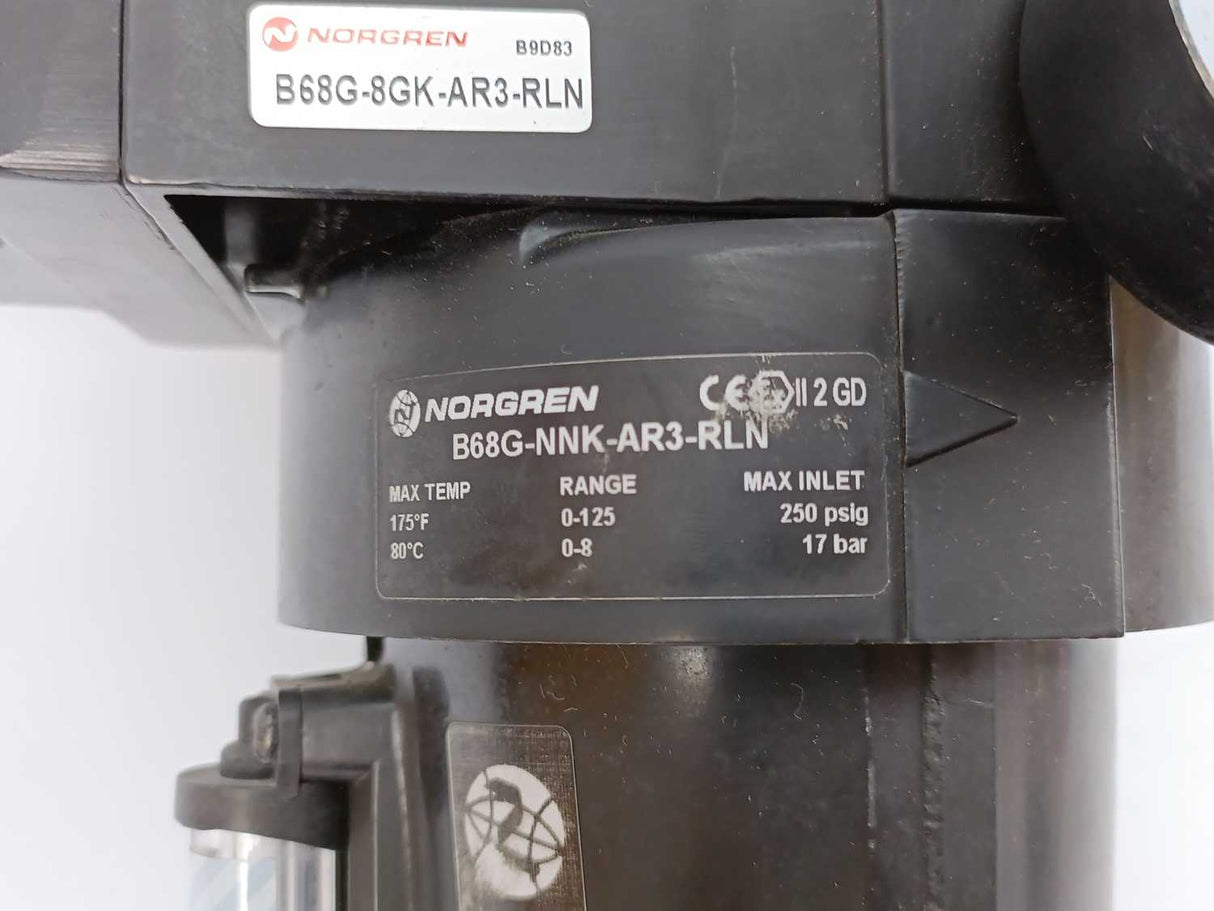 NORGREN B9D83
B68G-8GK-AR3-RLN
NORGREN CE Ex II 2 GD
B68G-NNK-AR3-RLN
MAX TEMP RANGE MAX INLET
175°F 0-125 250 psig
80°C 0-8 17 bar